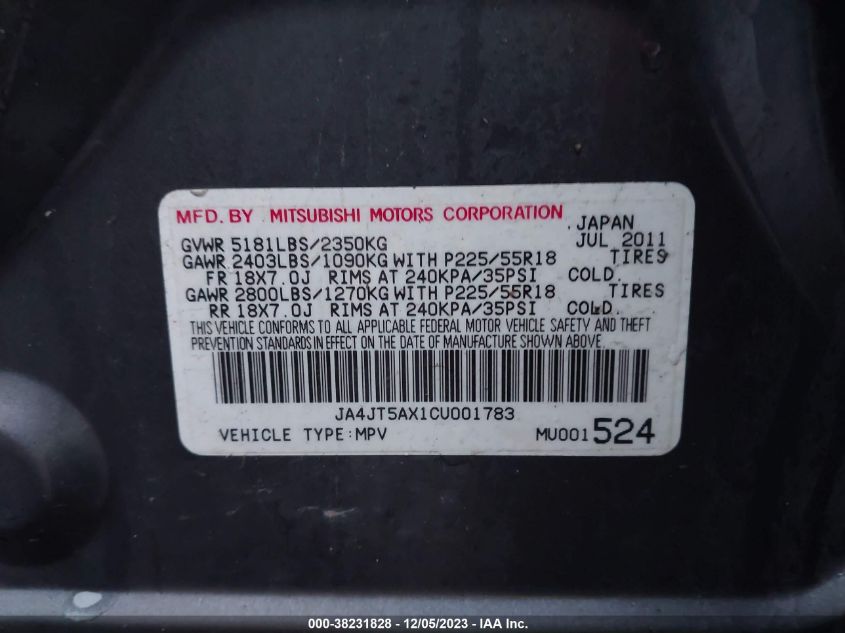 MFD. BY MITSUBISHI MOTORS CORPORATION JAPAN
GVWR 5181LBS/2350KG JUL 2011
GAWR 2403LBS/1090KG WITH P225/55R18 TIRES
FR 18X7.0J RIMS AT 240KPA/35PSI COLD.
GAWR 2800LBS/1270KG WITH P225/55R18 TIRES
RR 18X7.0J RIMS AT 240KPA/35PSI COLD.
THIS VEHICLE CONFORMS TO ALL APPLICABLE FEDERAL MOTOR VEHICLE SAFETY AND THEFT
PREVENTION STANDARDS IN EFFECT ON THE DATE OF MANUFACTURE SHOWN ABOVE.
JA4JT5AX1CU001783
VEHICLE TYPE:MPV MU001524
000-38231828 - 12/05/2023 - IAA Inc.